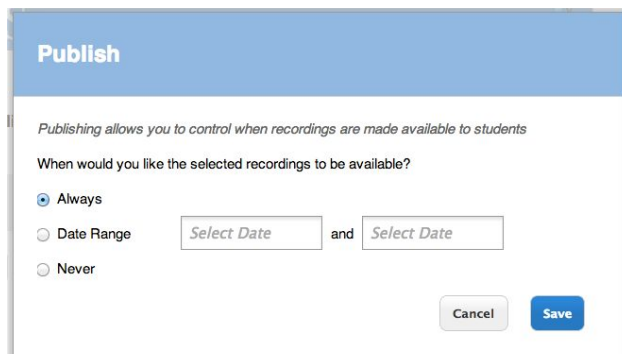 Publish
Publishing allows you to control when recordings are made available to students
When would you like the selected recordings to be available?
Always
Date Range Select Date and Select Date
Never
Cancel Save